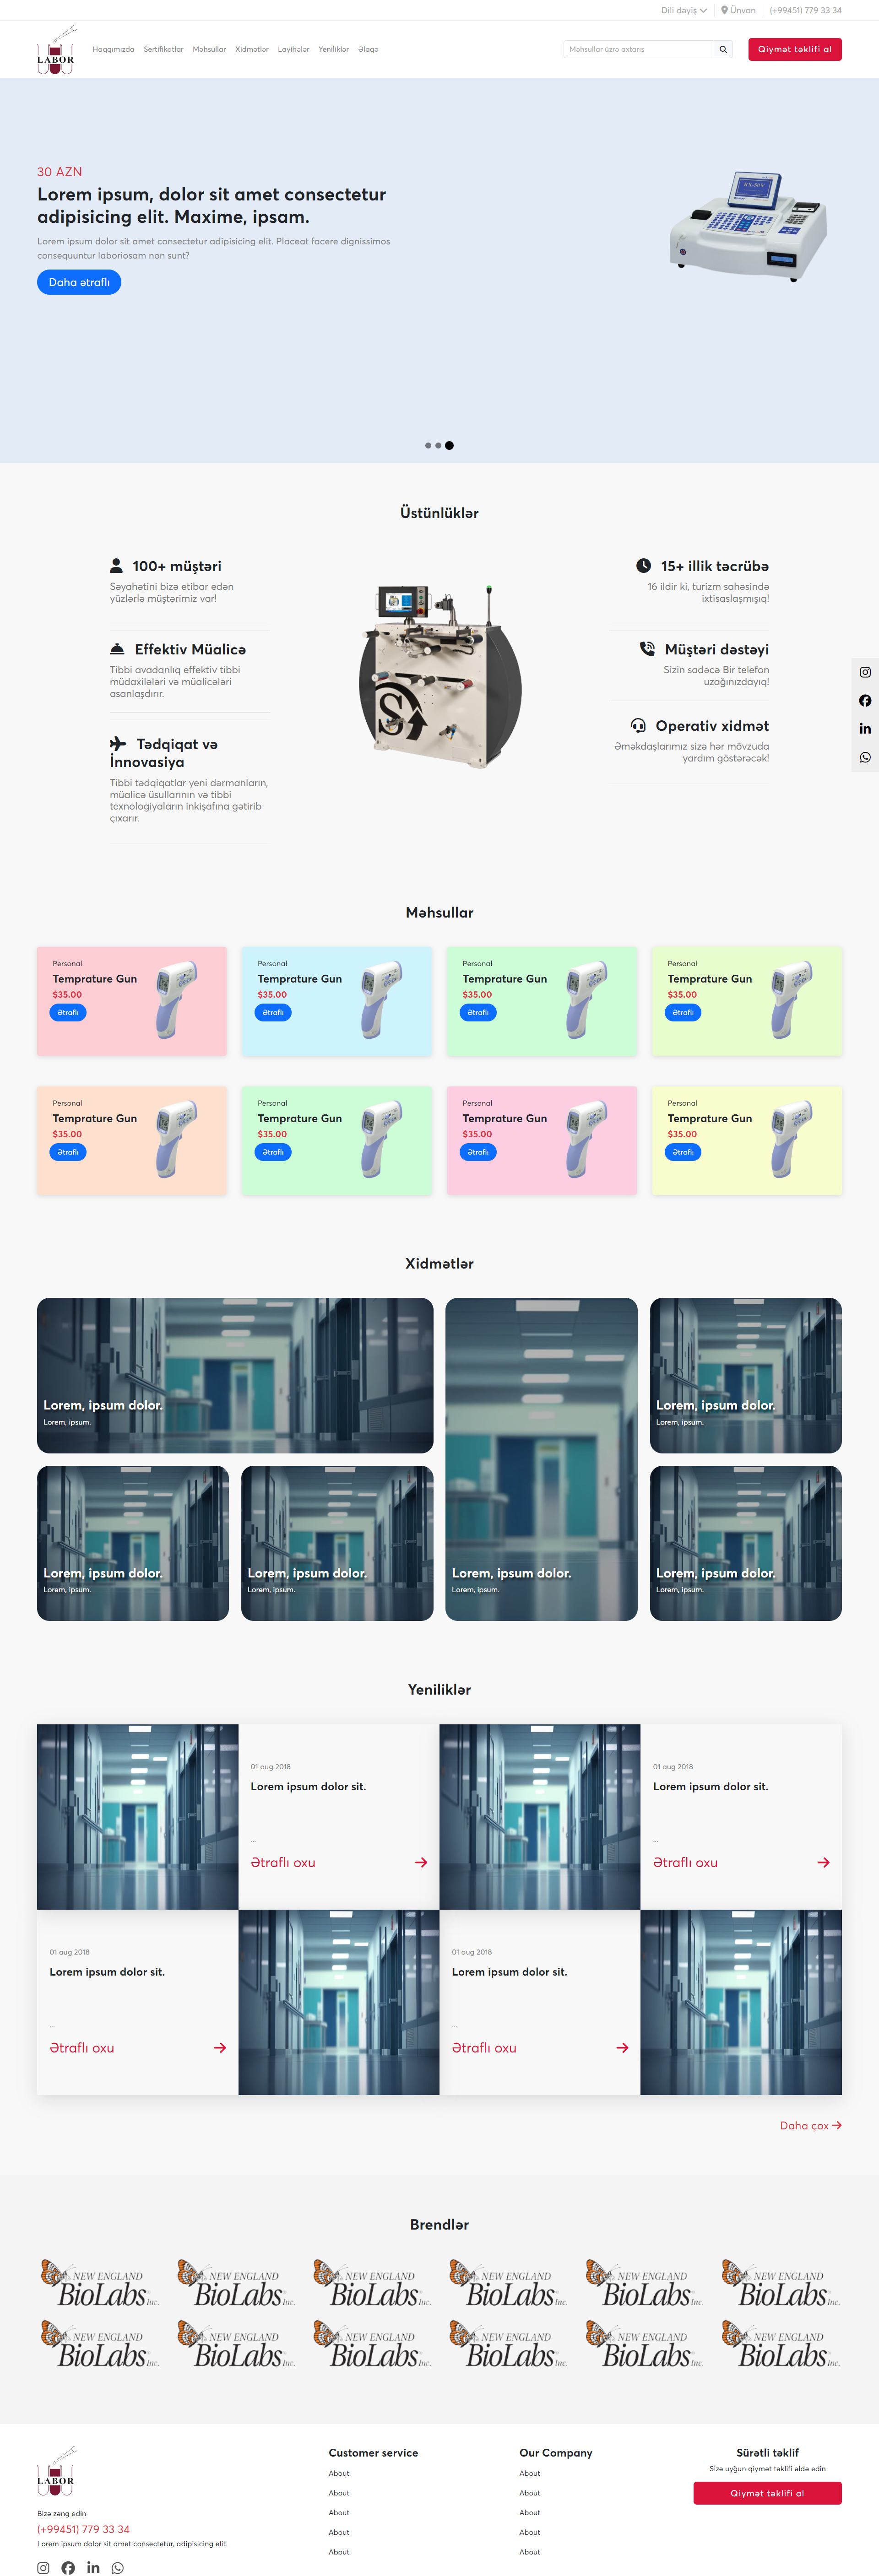 Dili dəyiş
Ünvan
(+99451) 779 33 34
LABOR
Haqqımızda
Sertifikatlar
Məhsullar
Xidmətlər
Layihələr
Yeniliklər
Əlaqə
Məhsullar üzrə axtarış
Qiymət təklifi al
30 AZN
Lorem ipsum, dolor sit amet consectetur
adipisicing elit. Maxime, ipsam.
Lorem ipsum dolor sit amet consectetur adipisicing elit. Placeat facere dignissimos
consequuntur laboriosam non sunt?
Daha ətraflı
Üstünlüklər
100+ müştəri
Səyahətini bizə etibar edən
yüzlərlə müştərimiz var!
Effektiv Müalicə
Tibbi avadanlıq effektiv tibbi
müdaxilələri və müalicələri
asanlaşdırır.
Tədqiqat və
İnnovasiya
Tibbi tədqiqatlar yeni dərmanların,
müalicə üsullarının və tibbi
texnologiyaların inkişafına gətirib
çıxarır.
15+ illik təcrübə
16 ildir ki, turizm sahəsində
ixtisaslaşmışıq!
Müştəri dəstəyi
Sizin sadəcə Bir telefon
uzağınızdayıq!
Operativ xidmət
Əməkdaşlarımız sizə hər mövzuda
yardım göstərəcək!
Məhsullar
Personal
Temprature Gun
$35.00
Ətraflı
Personal
Temprature Gun
$35.00
Ətraflı
Personal
Temprature Gun
$35.00
Ətraflı
Personal
Temprature Gun
$35.00
Ətraflı
Personal
Temprature Gun
$35.00
Ətraflı
Personal
Temprature Gun
$35.00
Ətraflı
Personal
Temprature Gun
$35.00
Ətraflı
Personal
Temprature Gun
$35.00
Ətraflı
Xidmətlər
Lorem, ipsum dolor.
Lorem, ipsum.
Lorem, ipsum dolor.
Lorem, ipsum.
Lorem, ipsum dolor.
Lorem, ipsum.
Lorem, ipsum dolor.
Lorem, ipsum.
Lorem, ipsum dolor.
Lorem, ipsum.
Lorem, ipsum dolor.
Lorem, ipsum.
Yeniliklər
01 aug 2018
Lorem ipsum dolor sit.
...
Ətraflı oxu
01 aug 2018
Lorem ipsum dolor sit.
...
Ətraflı oxu
01 aug 2018
Lorem ipsum dolor sit.
...
Ətraflı oxu
01 aug 2018
Lorem ipsum dolor sit.
...
Ətraflı oxu
Daha çox
Brendlər
NEW ENGLAND
BioLabs Inc.
NEW ENGLAND
BioLabs Inc.
NEW ENGLAND
BioLabs Inc.
NEW ENGLAND
BioLabs Inc.
NEW ENGLAND
BioLabs Inc.
NEW ENGLAND
BioLabs Inc.
NEW ENGLAND
BioLabs Inc.
NEW ENGLAND
BioLabs Inc.
NEW ENGLAND
BioLabs Inc.
NEW ENGLAND
BioLabs Inc.
NEW ENGLAND
BioLabs Inc.
NEW ENGLAND
BioLabs Inc.
LABOR
Bizə zəng edin
(+99451) 779 33 34
Lorem ipsum dolor sit amet consectetur, adipisicing elit.
Customer service
About
About
About
About
About
Our Company
About
About
About
About
About
Sürətli təklif
Sizə uyğun qiymət təklifi əldə edin
Qiymət təklifi al